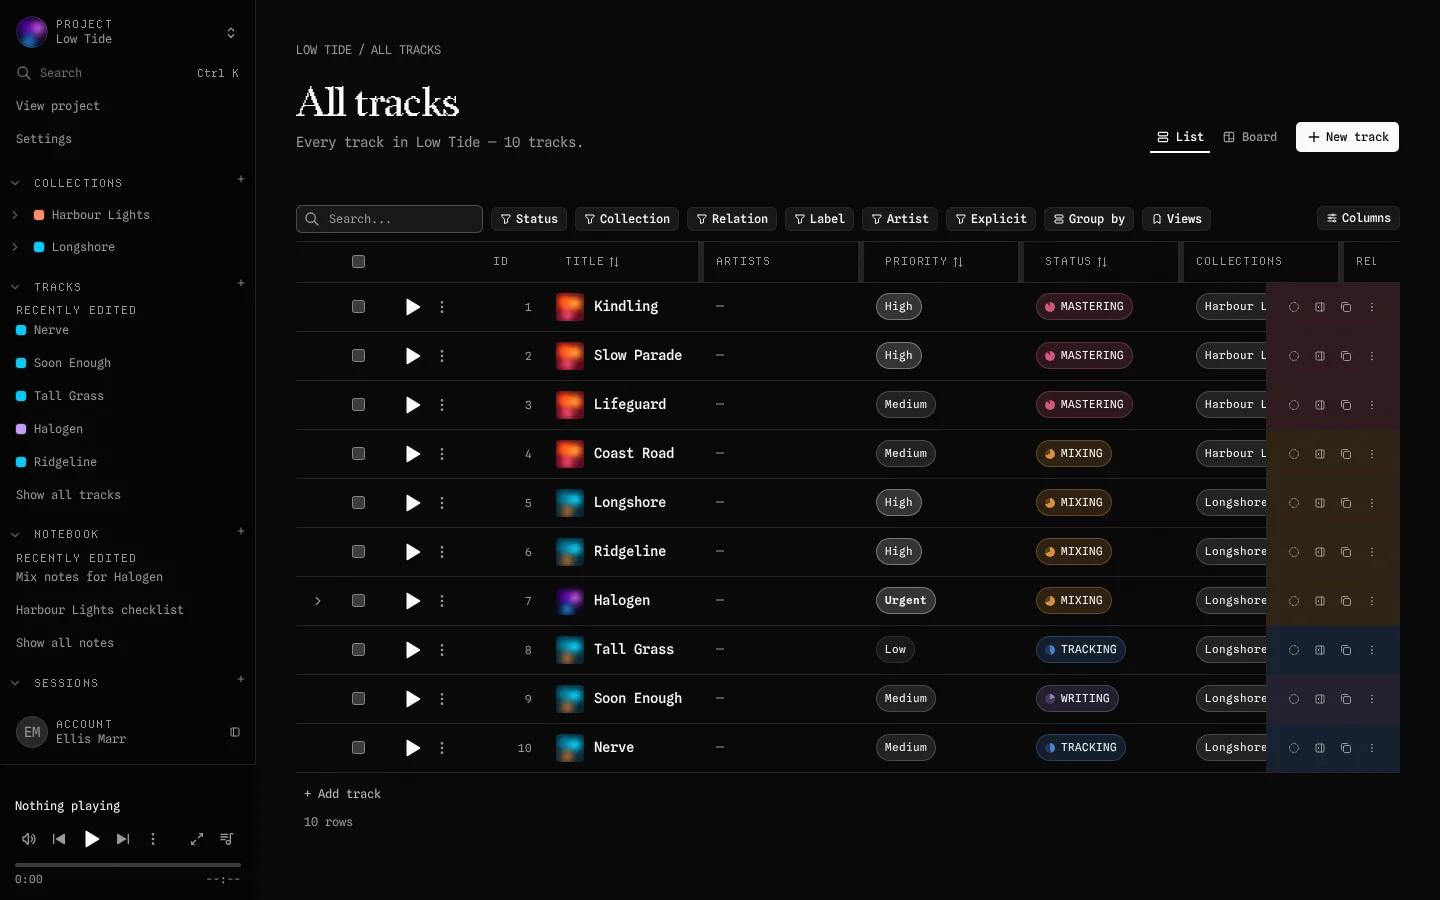 PROJECT
Low Tide
Search Ctrl K
View project
Settings
COLLECTIONS +
Harbour Lights
Longshore
TRACKS +
RECENTLY EDITED
Nerve
Soon Enough
Tall Grass
Halogen
Ridgeline
Show all tracks
NOTEBOOK +
RECENTLY EDITED
Mix notes for Halogen
Harbour Lights checklist
Show all notes
SESSIONS +
EM
ACCOUNT
Ellis Marr
Nothing playing
0:00 --:--
LOW TIDE / ALL TRACKS
All tracks
Every track in Low Tide — 10 tracks.
List Board + New track
Search... Status Collection Relation Label Artist Explicit Group by Views Columns
ID TITLE ARTISTS PRIORITY STATUS COLLECTIONS REL
1 Kindling — High MASTERING Harbour L
2 Slow Parade — High MASTERING Harbour L
3 Lifeguard — Medium MASTERING Harbour L
4 Coast Road — Medium MIXING Harbour L
5 Longshore — High MIXING Longshore
6 Ridgeline — High MIXING Longshore
7 Halogen — Urgent MIXING Longshore
8 Tall Grass — Low TRACKING Longshore
9 Soon Enough — Medium WRITING Longshore
10 Nerve — Medium TRACKING Longshore
+ Add track
10 rows